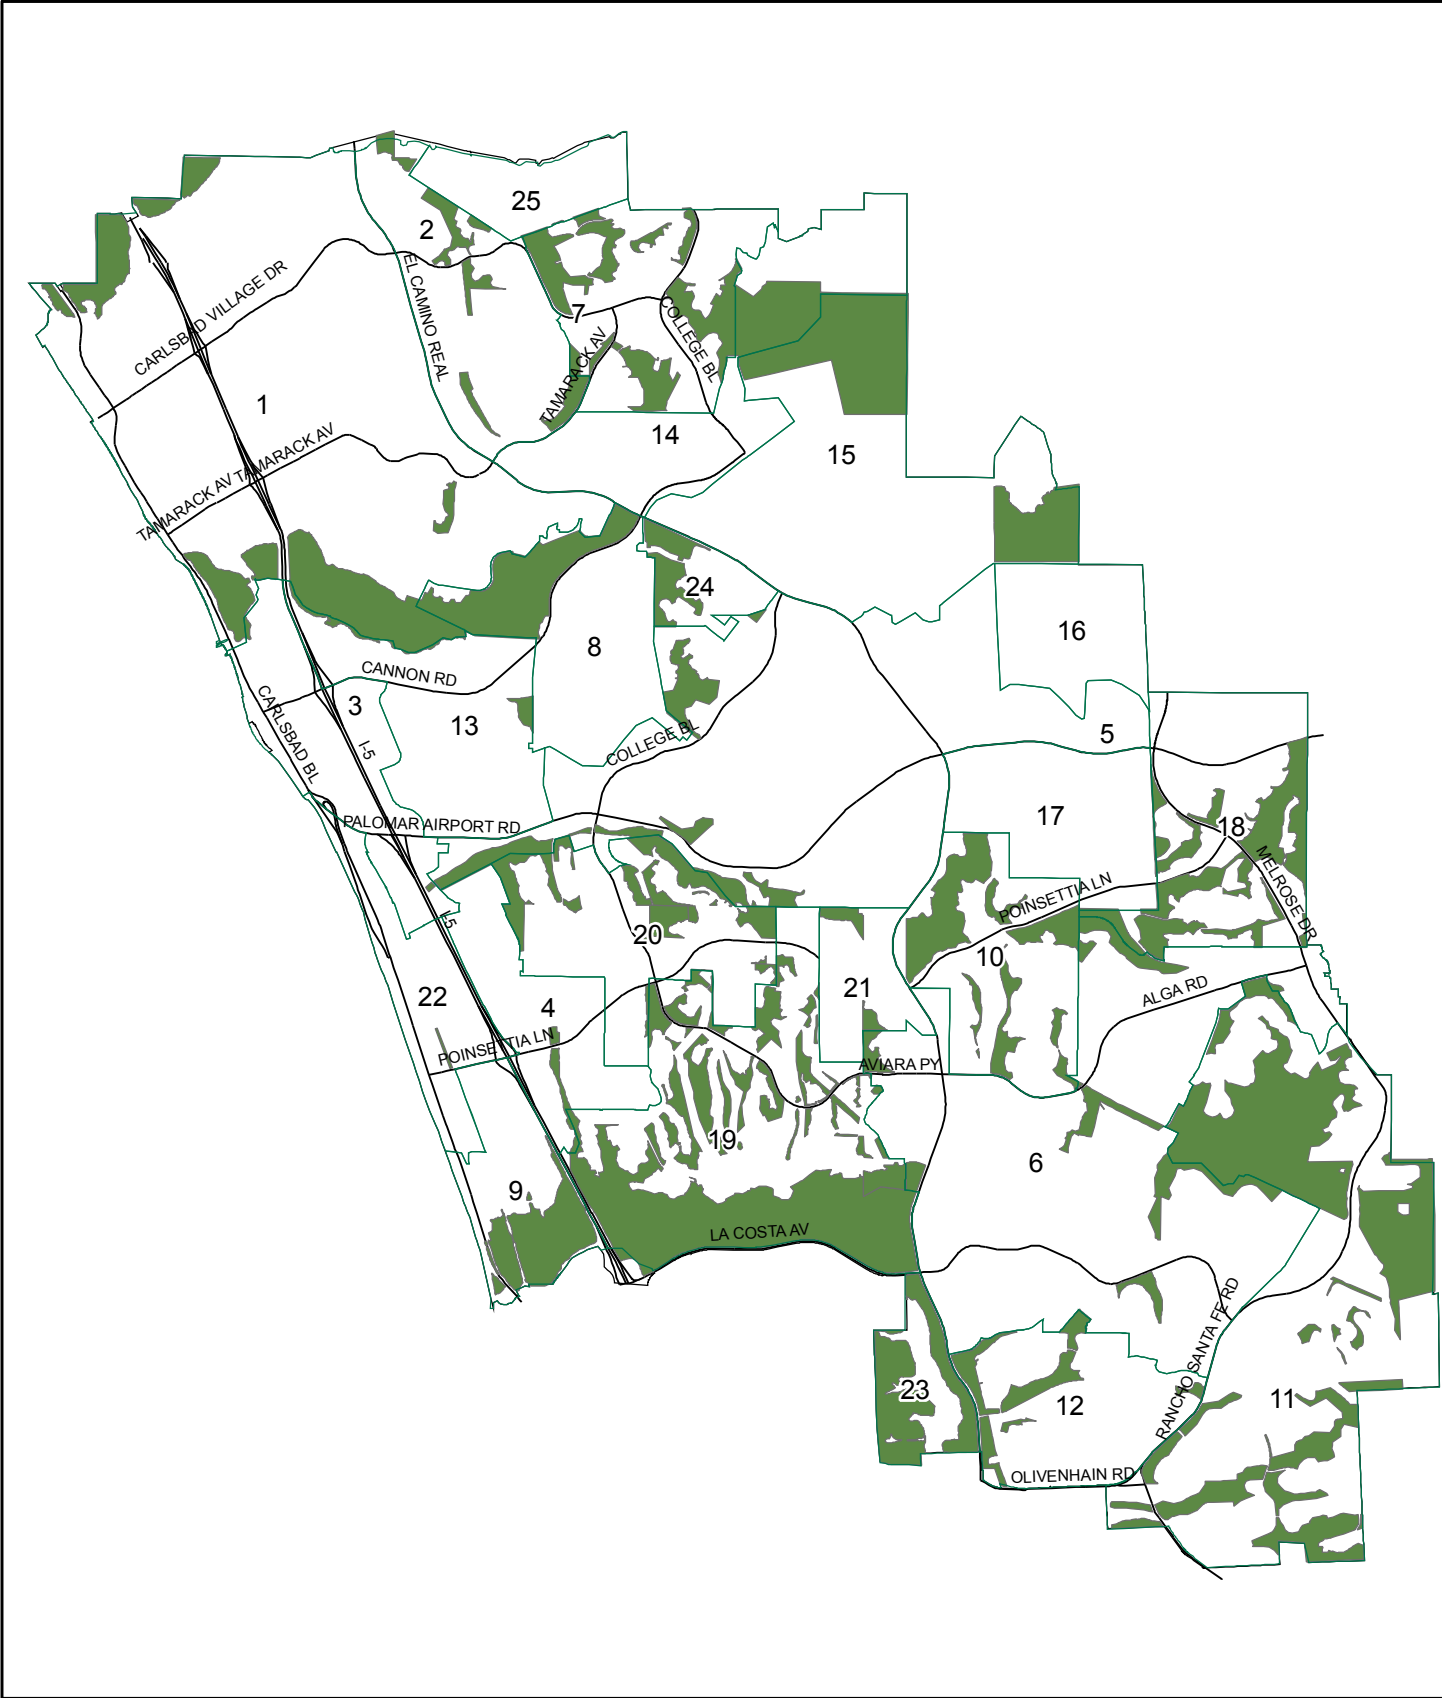 25
2
CARLSBAD VILLAGE DR
EL CAMINO REAL
7
COLLEGE BL
TAMARACK AV
1
14
TAMARACK AV
TAMARACK AV
15
24
16
8
CANNON RD
3
13
CARLSBAD BL
I-5
COLLEGE BL
5
PALOMAR AIRPORT RD
17
18
MELROSE DR
POINSETTIA LN
I-5
20
10
21
22
4
ALGA RD
POINSETTIA LN
AVIARA PY
19
6
9
LA COSTA AV
RANCHO SANTA FE RD
23
12
11
OLIVENHAIN RD